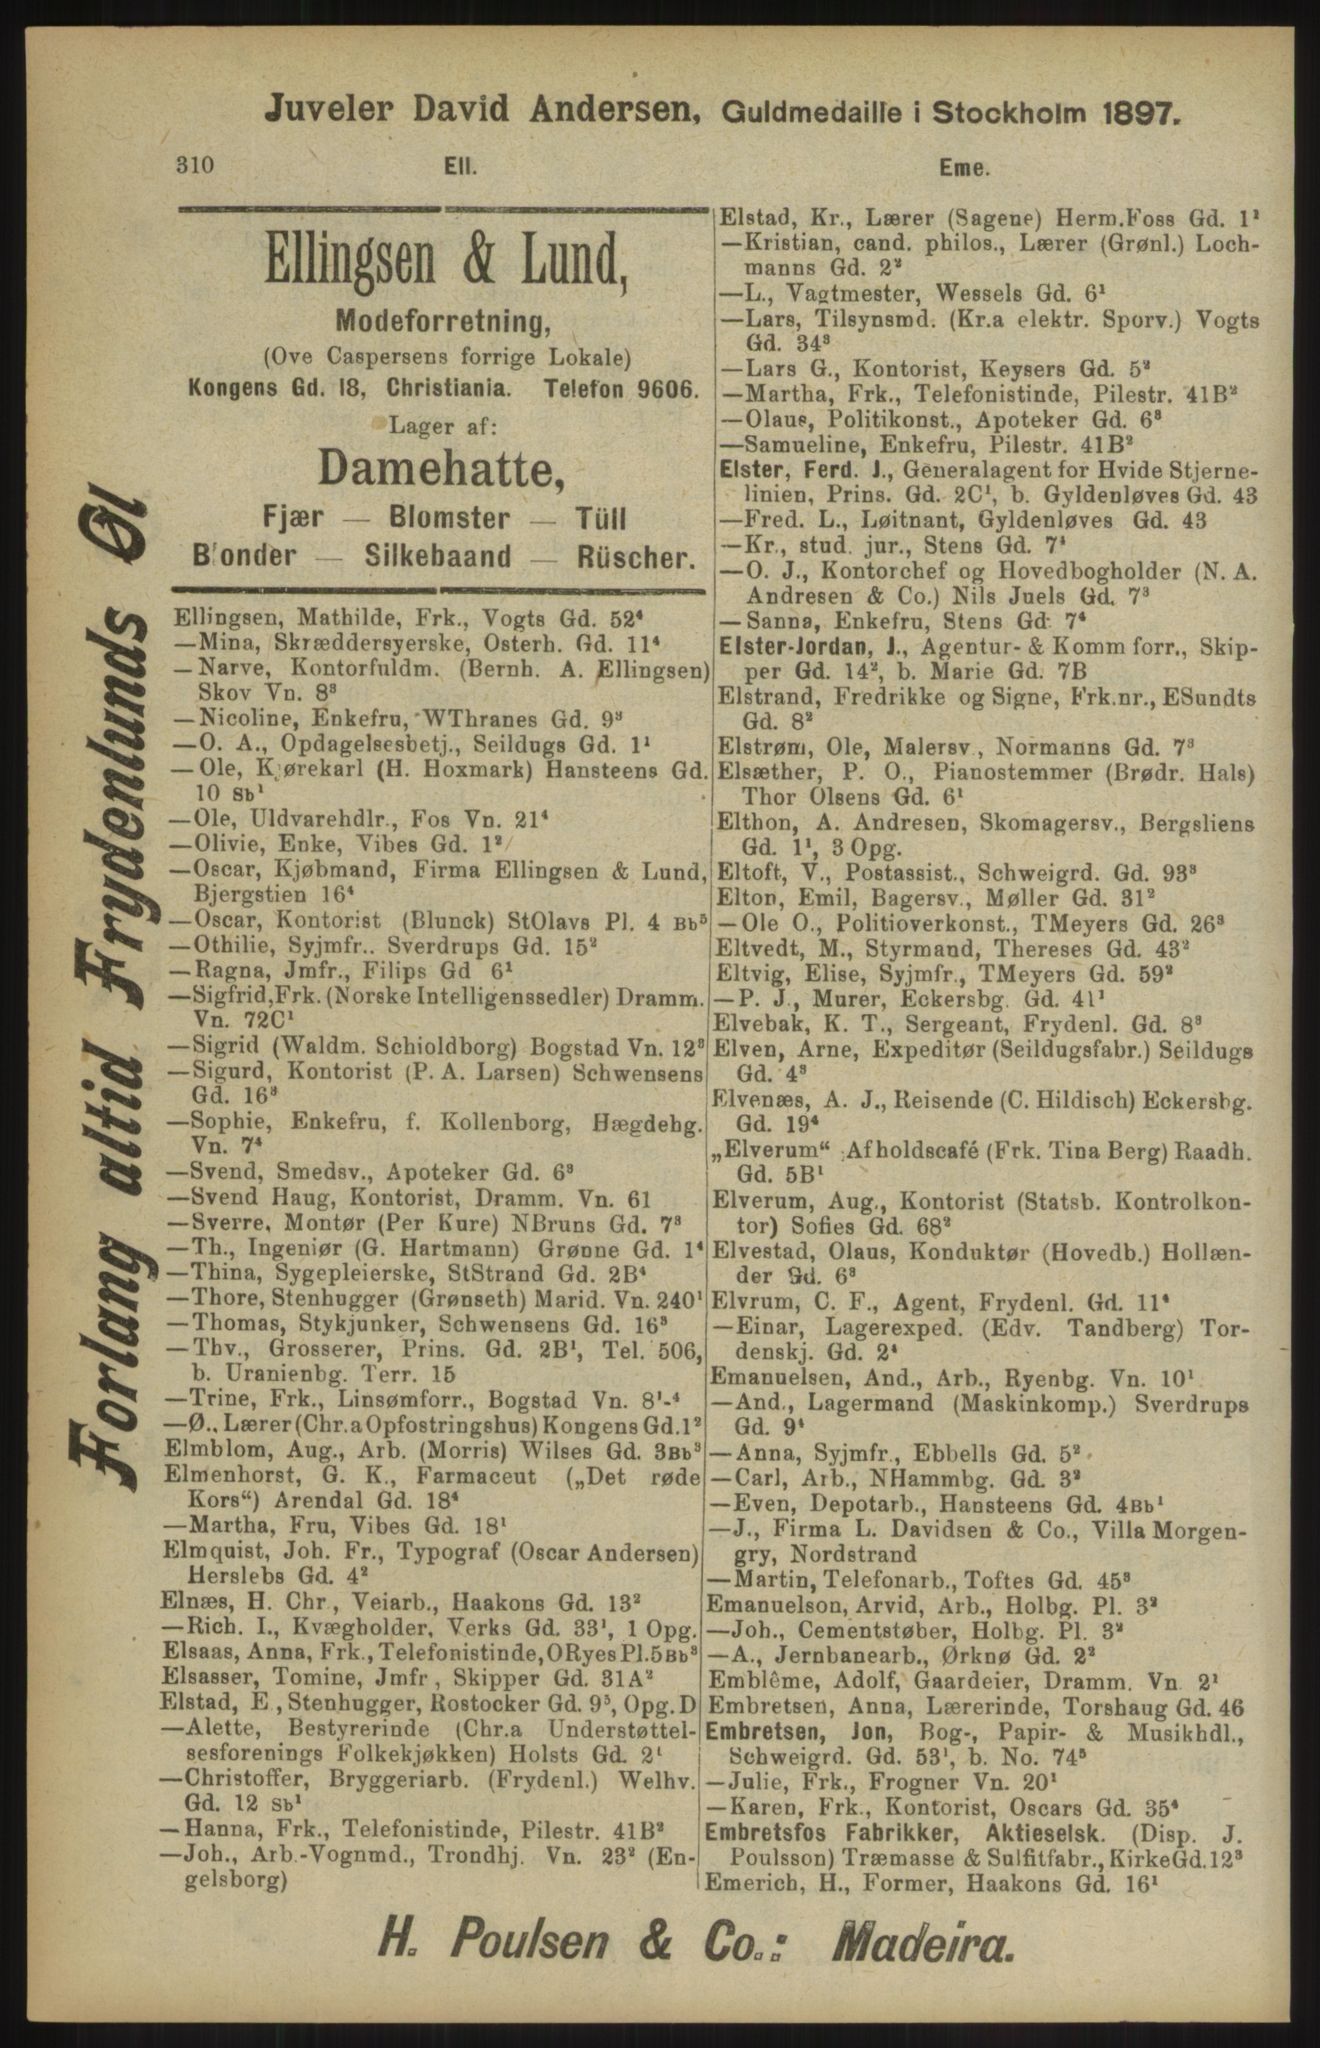 Juveler David Andersen, Guldmedaille i Stockholm 1897.
310 Ell. Eme.
Forlang altid Frydenlunds Øl
Ellingsen & Lund,
Modeforretning,
(Ove Caspersens forrige Lokale)
Kongens Gd. 18, Christiania. Telefon 9606.
Lager af:
Damehatte,
Fjær — Blomster — Tüll
Blonder — Silkebaand — Rüscher.
Ellingsen, Mathilde, Frk., Vogts Gd. 52⁴
—Mina, Skræddersyerske, Osterh. Gd. 11⁴
—Narve, Kontorfuldm. (Bernh. A. Ellingsen)
Skov Vn. 8³
—Nicoline, Enkefru, WThranes Gd. 9³
—O. A., Opdagelsesbetj., Seildugs Gd. 1¹
—Ole, Kjørekarl (H. Hoxmark) Hansteens Gd.
10 Sb¹
—Ole, Uldvarehdlr., Fos Vn. 21⁴
—Olivie, Enke, Vibes Gd. 1²
—Oscar, Kjøbmand, Firma Ellingsen & Lund,
Bjergstien 16⁴
—Oscar, Kontorist (Blunck) StOlavs Pl. 4 Bb⁵
—Othilie, Syjmfr.. Sverdrups Gd. 15²
—Ragna, Jmfr., Filips Gd 6¹
—Sigfrid, Frk. (Norske Intelligenssedler) Dramm.
Vn. 72C¹
—Sigrid (Waldm. Schioldborg) Bogstad Vn. 12³
—Sigurd, Kontorist (P. A. Larsen) Schwensens
Gd. 16³
—Sophie, Enkefru, f. Kollenborg, Hægdehg.
Vn. 7⁴
—Svend, Smedsv., Apoteker Gd. 6³
—Svend Haug, Kontorist, Dramm. Vn. 61
—Sverre, Montør (Per Kure) NBruns Gd. 7³
—Th., Ingeniør (G. Hartmann) Grønne Gd. 1⁴
—Thina, Sygepleierske, StStrand Gd. 2B⁴
—Thore, Stenhugger (Grønseth) Marid. Vn. 240¹
—Thomas, Stykjunker, Schwensens Gd. 16³
—Thv., Grosserer, Prins. Gd. 2B¹, Tel. 506,
b. Uranienbg. Terr. 15
—Trine, Frk., Linsømforr., Bogstad Vn. 8¹-⁴
—Ø., Lærer (Chr.a Opfostringshus) Kongens Gd. 1²
Elmblom, Aug., Arb. (Morris) Wilses Gd. 3Bb³
Elmenhorst, G. K., Farmaceut („Det røde
Kors“) Arendal Gd. 18⁴
—Martha, Fru, Vibes Gd. 18¹
Elmquist, Joh. Fr., Typograf (Oscar Andersen)
Herslebs Gd. 4²
Elnæs, H. Chr., Veiarb., Haakons Gd. 13²
—Rich. I., Kvægholder, Verks Gd. 33¹, 1 Opg.
Elsaas, Anna, Frk., Telefonistinde, ORyes Pl. 5Bb³
Elsasser, Tomine, Jmfr., Skipper Gd. 31A²
Elstad, E., Stenhugger, Rostocker Gd. 9⁵, Opg. D
—Alette, Bestyrerinde (Chr.a Understøttel-
sesforenings Folkekjøkken) Holsts Gd. 2¹
—Christoffer, Bryggeriarb. (Frydenl.) Welhv.
Gd. 12 Sb¹
—Hanna, Frk., Telefonistinde, Pilestr. 41B²
—Joh., Arb.-Vognmd., Trondhj. Vn. 23² (En-
gelsborg)
Elstad, Kr., Lærer (Sagene) Herm. Foss Gd. 1²
—Kristian, cand. philos., Lærer (Grønl.) Loch-
manns Gd. 2²
—L., Vagtmester, Wessels Gd. 6¹
—Lars, Tilsynsmd. (Kr.a elektr. Sporv.) Vogts
Gd. 34³
—Lars G., Kontorist, Keysers Gd. 5²
—Martha, Frk., Telefonistinde, Pilestr. 41B²
—Olaus, Politikonst., Apoteker Gd. 6³
—Samueline, Enkefru, Pilestr. 41B²
Elster, Ferd. J., Generalagent for Hvide Stjerne-
linien, Prins. Gd. 2C¹, b. Gyldenløves Gd. 43
—Fred. L., Løitnant, Gyldenløves Gd. 43
—Kr., stud. jur., Stens Gd. 7⁴
—O. J., Kontorchef og Hovedbogholder (N. A.
Andresen & Co.) Nils Juels Gd. 7³
—Sanna, Enkefru, Stens Gd. 7⁴
Elster-Jordan, J., Agentur- & Komm forr., Skip-
per Gd. 14², b. Marie Gd. 7B
Elstrand, Fredrikke og Signe, Frk.nr., ESundts
Gd. 8²
Elstrøm, Ole, Malersv., Normanns Gd. 7³
Elsæther, P. O., Pianostemmer (Brødr. Hals)
Thor Olsens Gd. 6¹
Elthon, A. Andresen, Skomagersv., Bergsliens
Gd. 1¹, 3 Opg.
Eltoft, V., Postassist., Schweigrd. Gd. 93³
Elton, Emil, Bagersv., Møller Gd. 31²
—Ole O., Politioverkonst., TMeyers Gd. 26³
Eltvedt, M., Styrmand, Thereses Gd. 43²
Eltvig, Elise, Syjmfr., TMeyers Gd. 59²
—P. J., Murer, Eckersbg. Gd. 41¹
Elvebak, K. T., Sergeant, Frydenl. Gd. 8³
Elven, Arne, Expeditør (Seildugsfabr.) Seildugs
Gd. 4³
Elvenæs, A. J., Reisende (C. Hildisch) Eckersbg.
Gd. 19⁴
„Elverum“ Afholdscafé (Frk. Tina Berg) Raadh.
Gd. 5B¹
Elverum, Aug., Kontorist (Statsb. Kontrolkon-
tor) Sofies Gd. 68²
Elvestad, Olaus, Konduktør (Hovedb.) Hollæn-
der Gd. 6³
Elvrum, C. F., Agent, Frydenl. Gd. 11⁴
—Einar, Lagerexped. (Edv. Tandberg) Tor-
denskj. Gd. 2⁴
Emanuelsen, And., Arb., Ryenbg. Vn. 10¹
—And., Lagermand (Maskinkomp.) Sverdrups
Gd. 9⁴
—Anna, Syjmfr., Ebbells Gd. 5²
—Carl, Arb., NHammbg. Gd. 3²
—Even, Depotarb., Hansteens Gd. 4Bb¹
—J., Firma L. Davidsen & Co., Villa Morgen-
gry, Nordstrand
—Martin, Telefonarb., Toftes Gd. 45³
Emanuelson, Arvid, Arb., Holbg. Pl. 3²
—Joh., Cementstøber, Holbg. Pl. 3²
—A., Jernbanearb., Ørknø Gd. 2²
Emblême, Adolf, Gaardeier, Dramm. Vn. 2¹
Embretsen, Anna, Lærerinde, Torshaug Gd. 46
Embretsen, Jon, Bog-, Papir- & Musikhdl.,
Schweigrd. Gd. 53¹, b. No. 74⁵
—Julie, Frk., Frogner Vn. 20¹
—Karen, Frk., Kontorist, Oscars Gd. 35⁴
Embretsfos Fabrikker, Aktieselsk. (Disp. J.
Poulsson) Træmasse & Sulfitfabr., Kirke Gd. 12³
Emerich, H., Former, Haakons Gd. 16¹
H. Poulsen & Co.: Madeira.